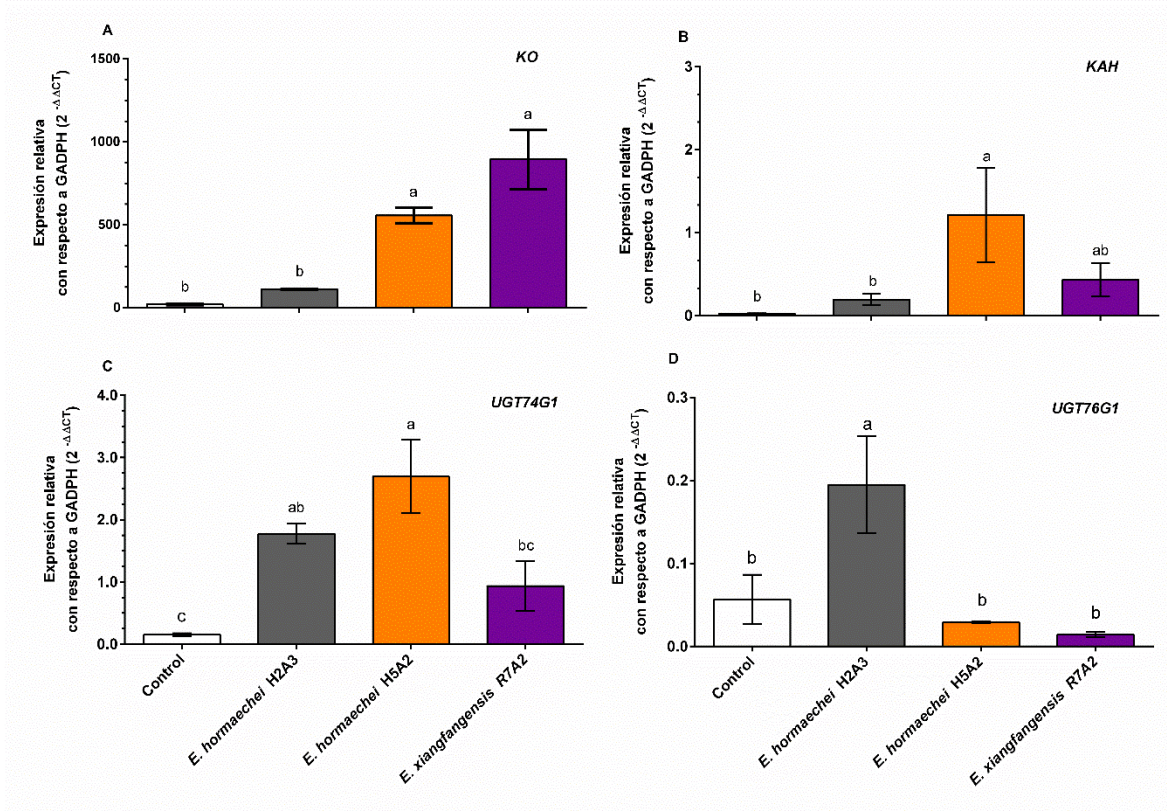 A
KO
Expresión relativa
con respecto a GADPH (2 -ΔΔCT)
1500
1000
500
0
b
b
a
a
B
KAH
Expresión relativa
con respecto a GADPH (2 -ΔΔCT)
3
2
1
0
b
b
a
ab
C
UGT74G1
Expresión relativa
con respecto a GADPH (2 -ΔΔCT)
4.0
3.0
2.0
1.0
0.0
c
ab
a
bc
Control
E. hormaechei H2A3
E. hormaechei H5A2
E. xiangfangensis R7A2
D
UGT76G1
Expresión relativa
con respecto a GADPH (2 -ΔΔCT)
0.3
0.2
0.1
0.0
b
a
b
b
Control
E. hormaechei H2A3
E. hormaechei H5A2
E. xiangfangensis R7A2